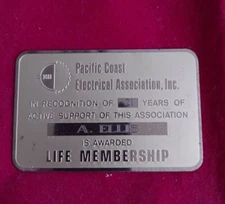 Pacific Coast
Electrical Association, Inc.
IN RECOGNITION OF YEARS OF
ACTIVE SUPPORT OF THIS ASSOCIATION
A. ELLIS
IS AWARDED
LIFE MEMBERSHIP